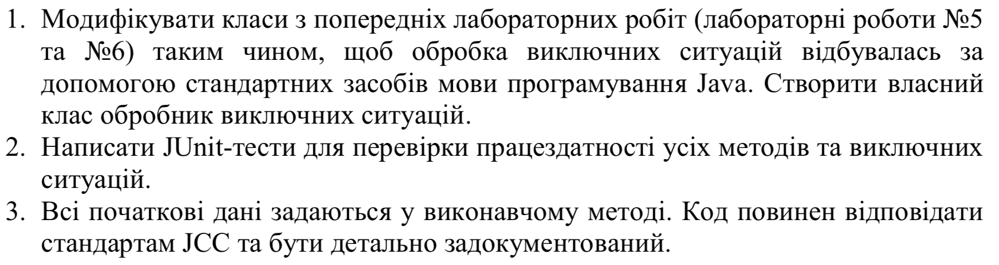 1. Модифікувати класи з попередніх лабораторних робіт (лабораторні роботи №5
та №6) таким чином, щоб обробка виключних ситуацій відбувалась за
допомогою стандартних засобів мови програмування Java. Створити власний
клас обробник виключних ситуацій.
2. Написати JUnit-тести для перевірки працездатності усіх методів та виключних
ситуацій.
3. Всі початкові дані задаються у виконавчому методі. Код повинен відповідати
стандартам JCC та бути детально задокументований.